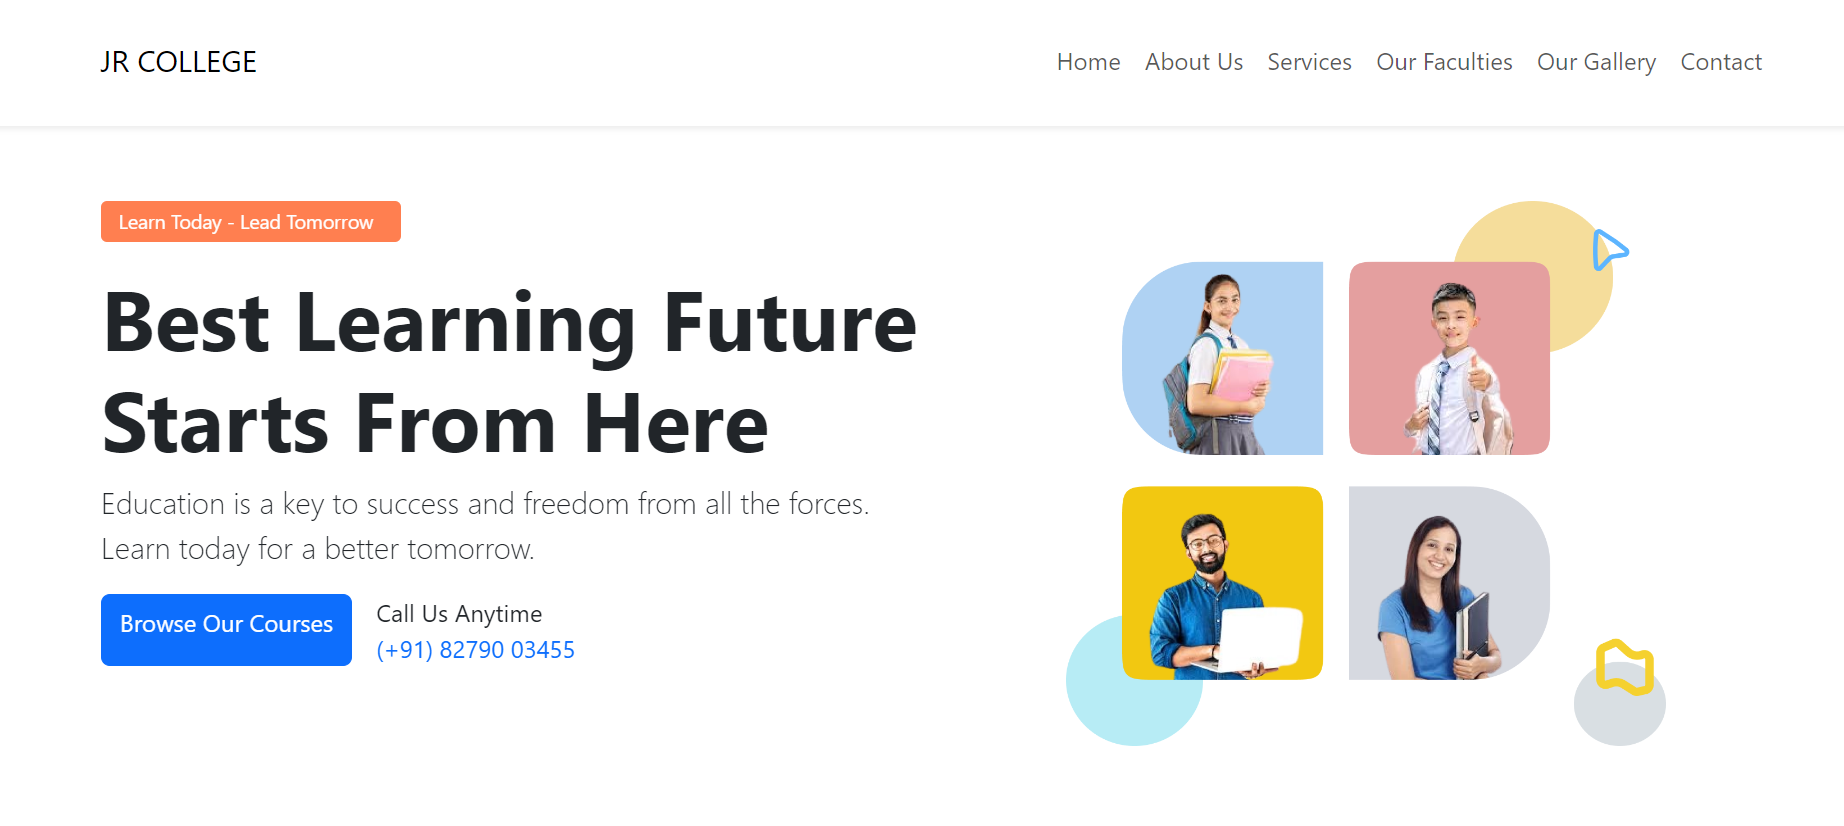 JR COLLEGE
Home About Us Services Our Faculties Our Gallery Contact
Learn Today - Lead Tomorrow
Best Learning Future
Starts From Here
Education is a key to success and freedom from all the forces.
Learn today for a better tomorrow.
Browse Our Courses
Call Us Anytime
(+91) 82790 03455